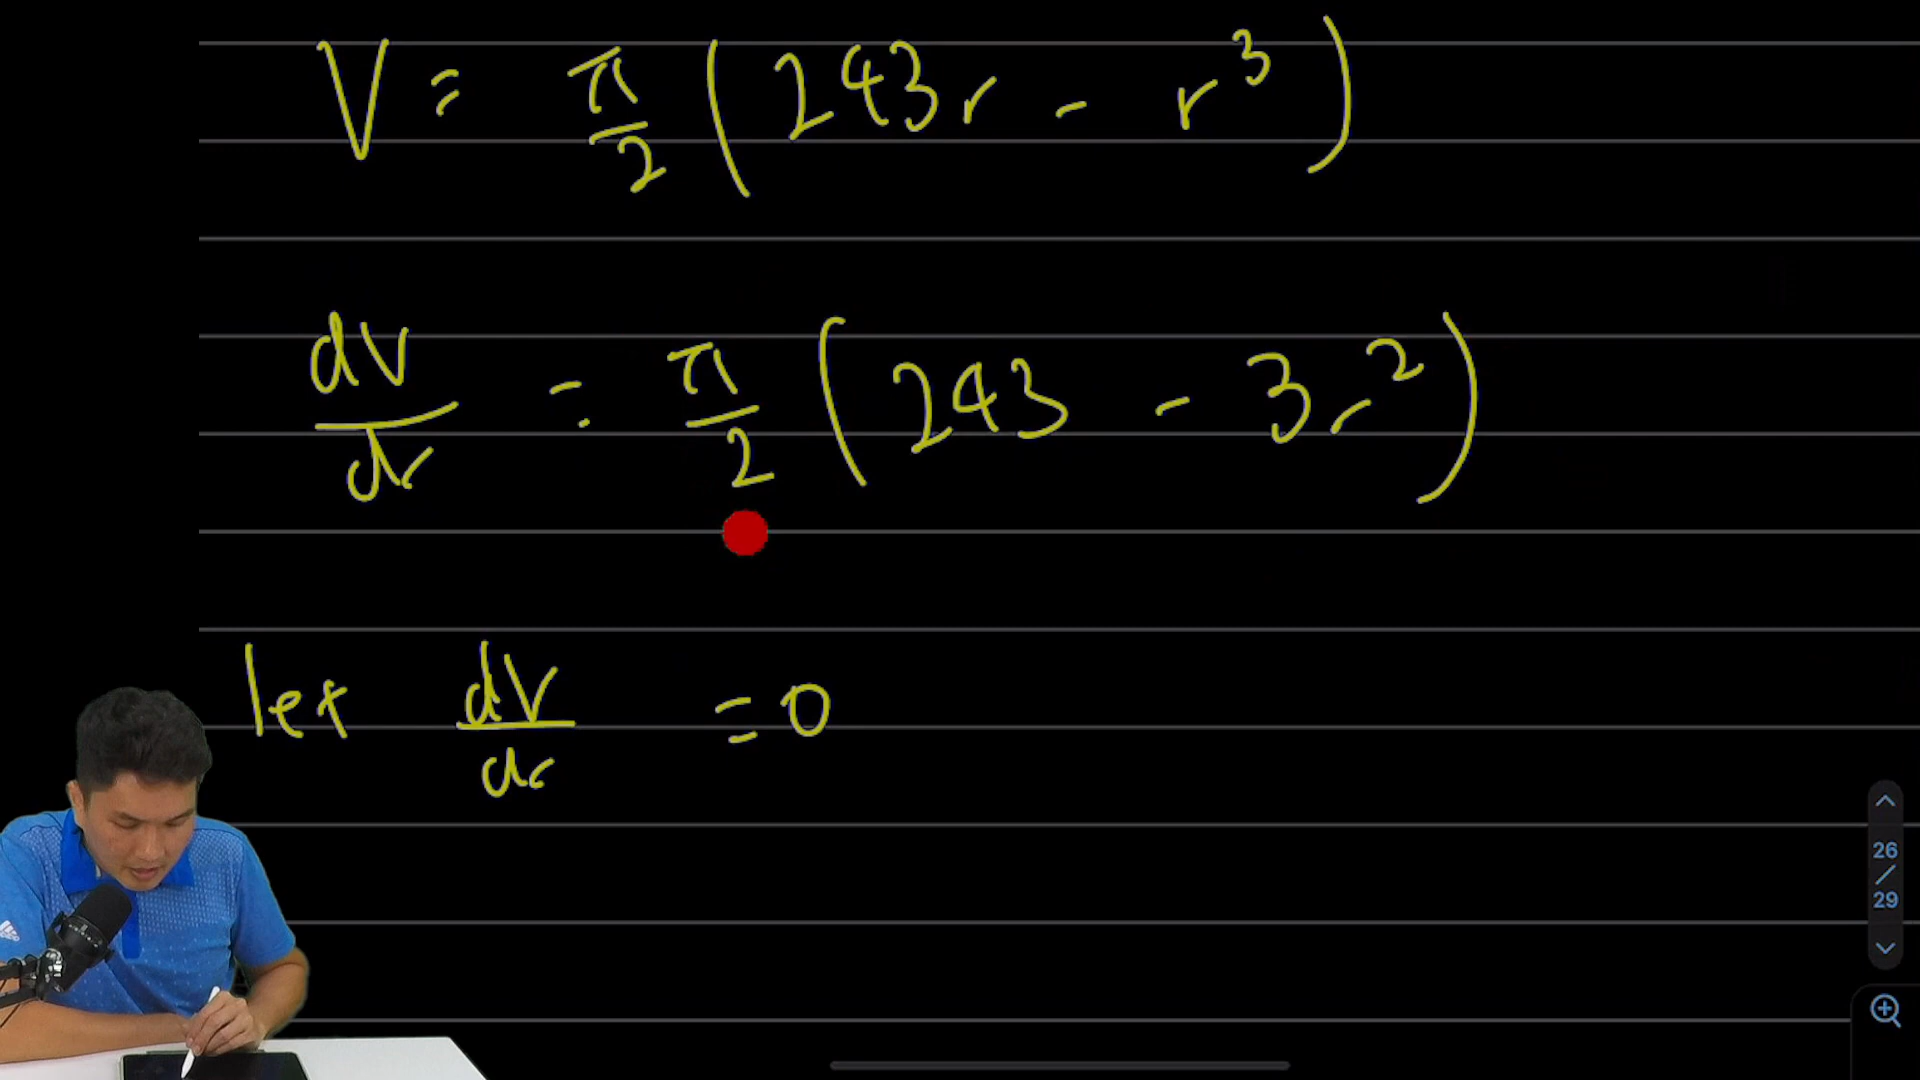 V = π/2 (243r - r³)
dV/dr = π/2 (243 - 3r²)
let dV/dr = 0
26
/
29